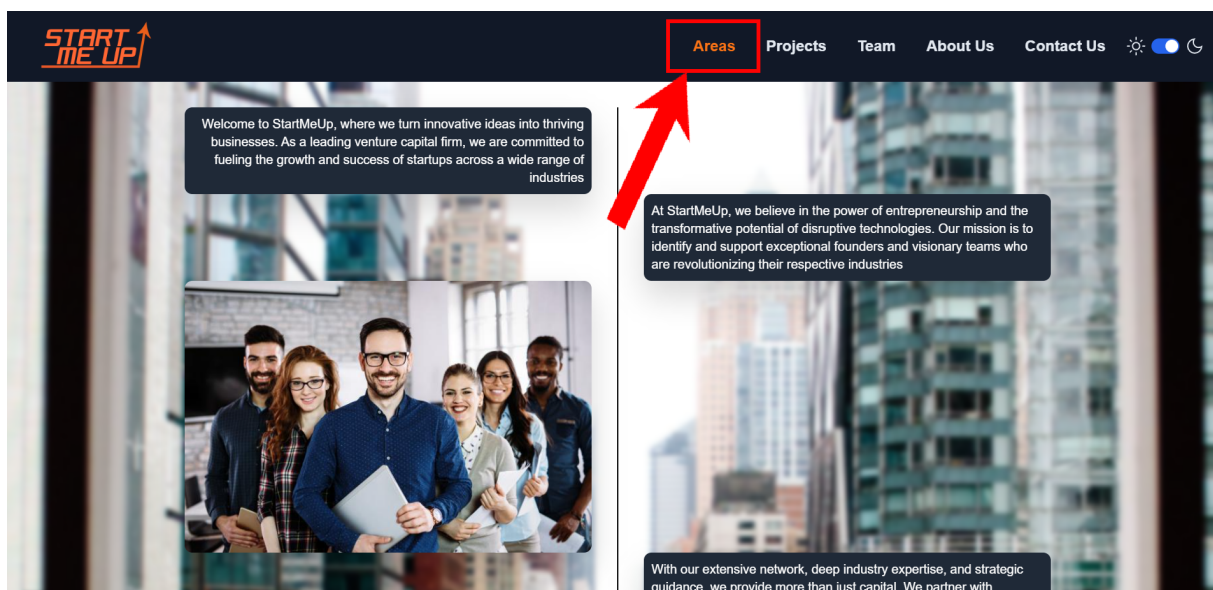 START
ME UP
Areas
Projects
Team
About Us
Contact Us
Welcome to StartMeUp, where we turn innovative ideas into thriving
businesses. As a leading venture capital firm, we are committed to
fueling the growth and success of startups across a wide range of
industries
At StartMeUp, we believe in the power of entrepreneurship and the
transformative potential of disruptive technologies. Our mission is to
identify and support exceptional founders and visionary teams who
are revolutionizing their respective industries
With our extensive network, deep industry expertise, and strategic
guidance, we provide more than just capital. We partner with